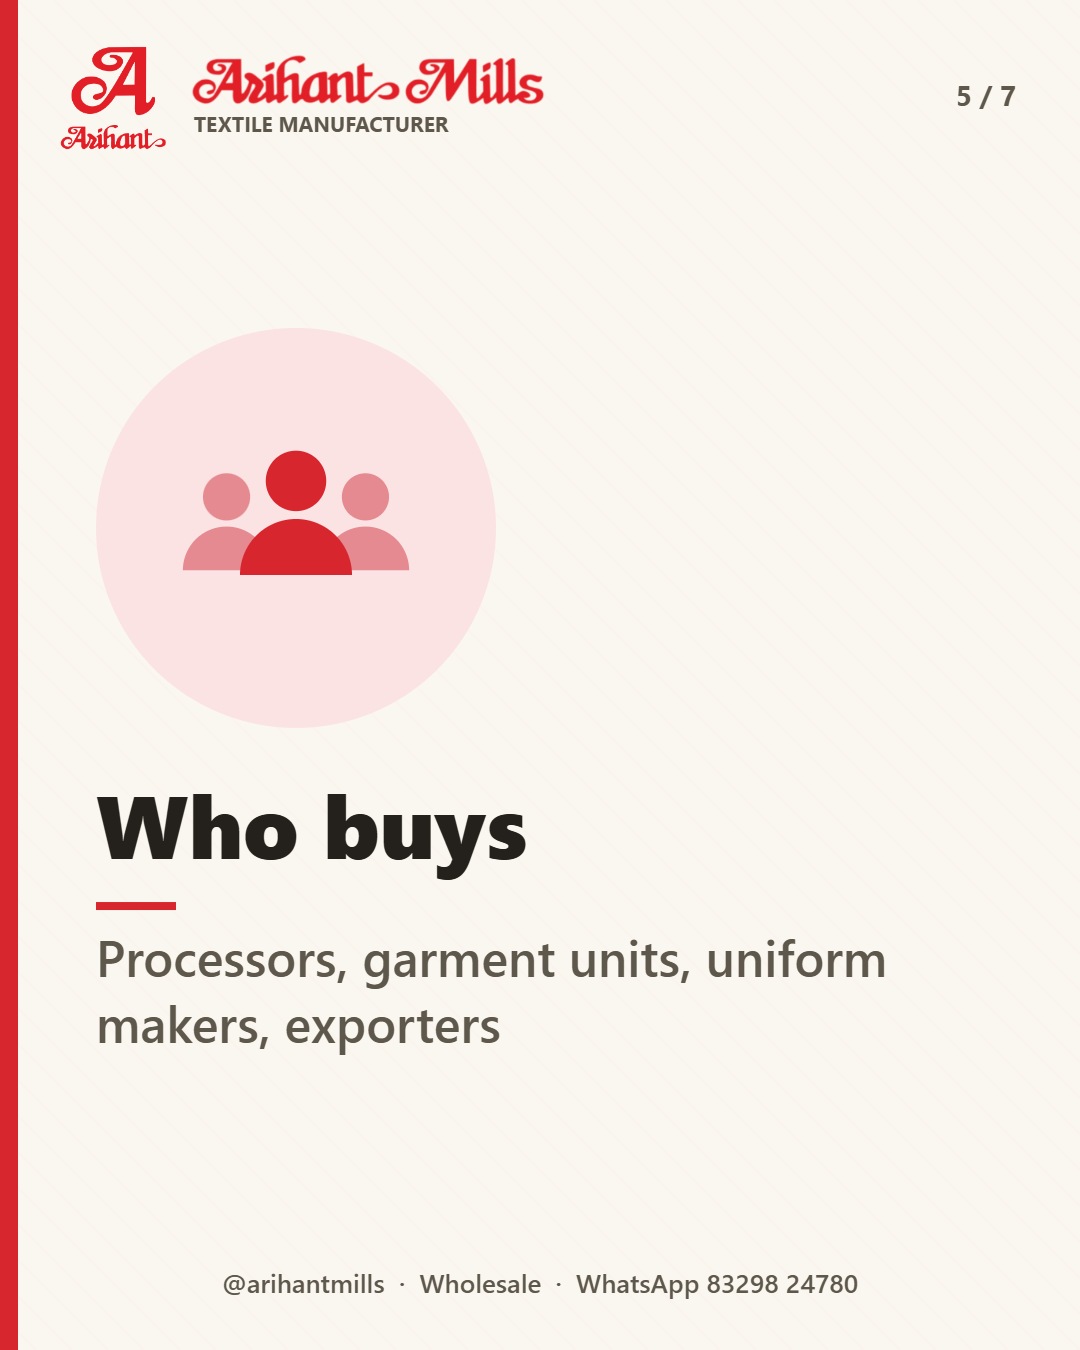 A
Arihant
Arihant Mills
TEXTILE MANUFACTURER
5 / 7
Who buys
Processors, garment units, uniform
makers, exporters
@arihantmills · Wholesale · WhatsApp 83298 24780